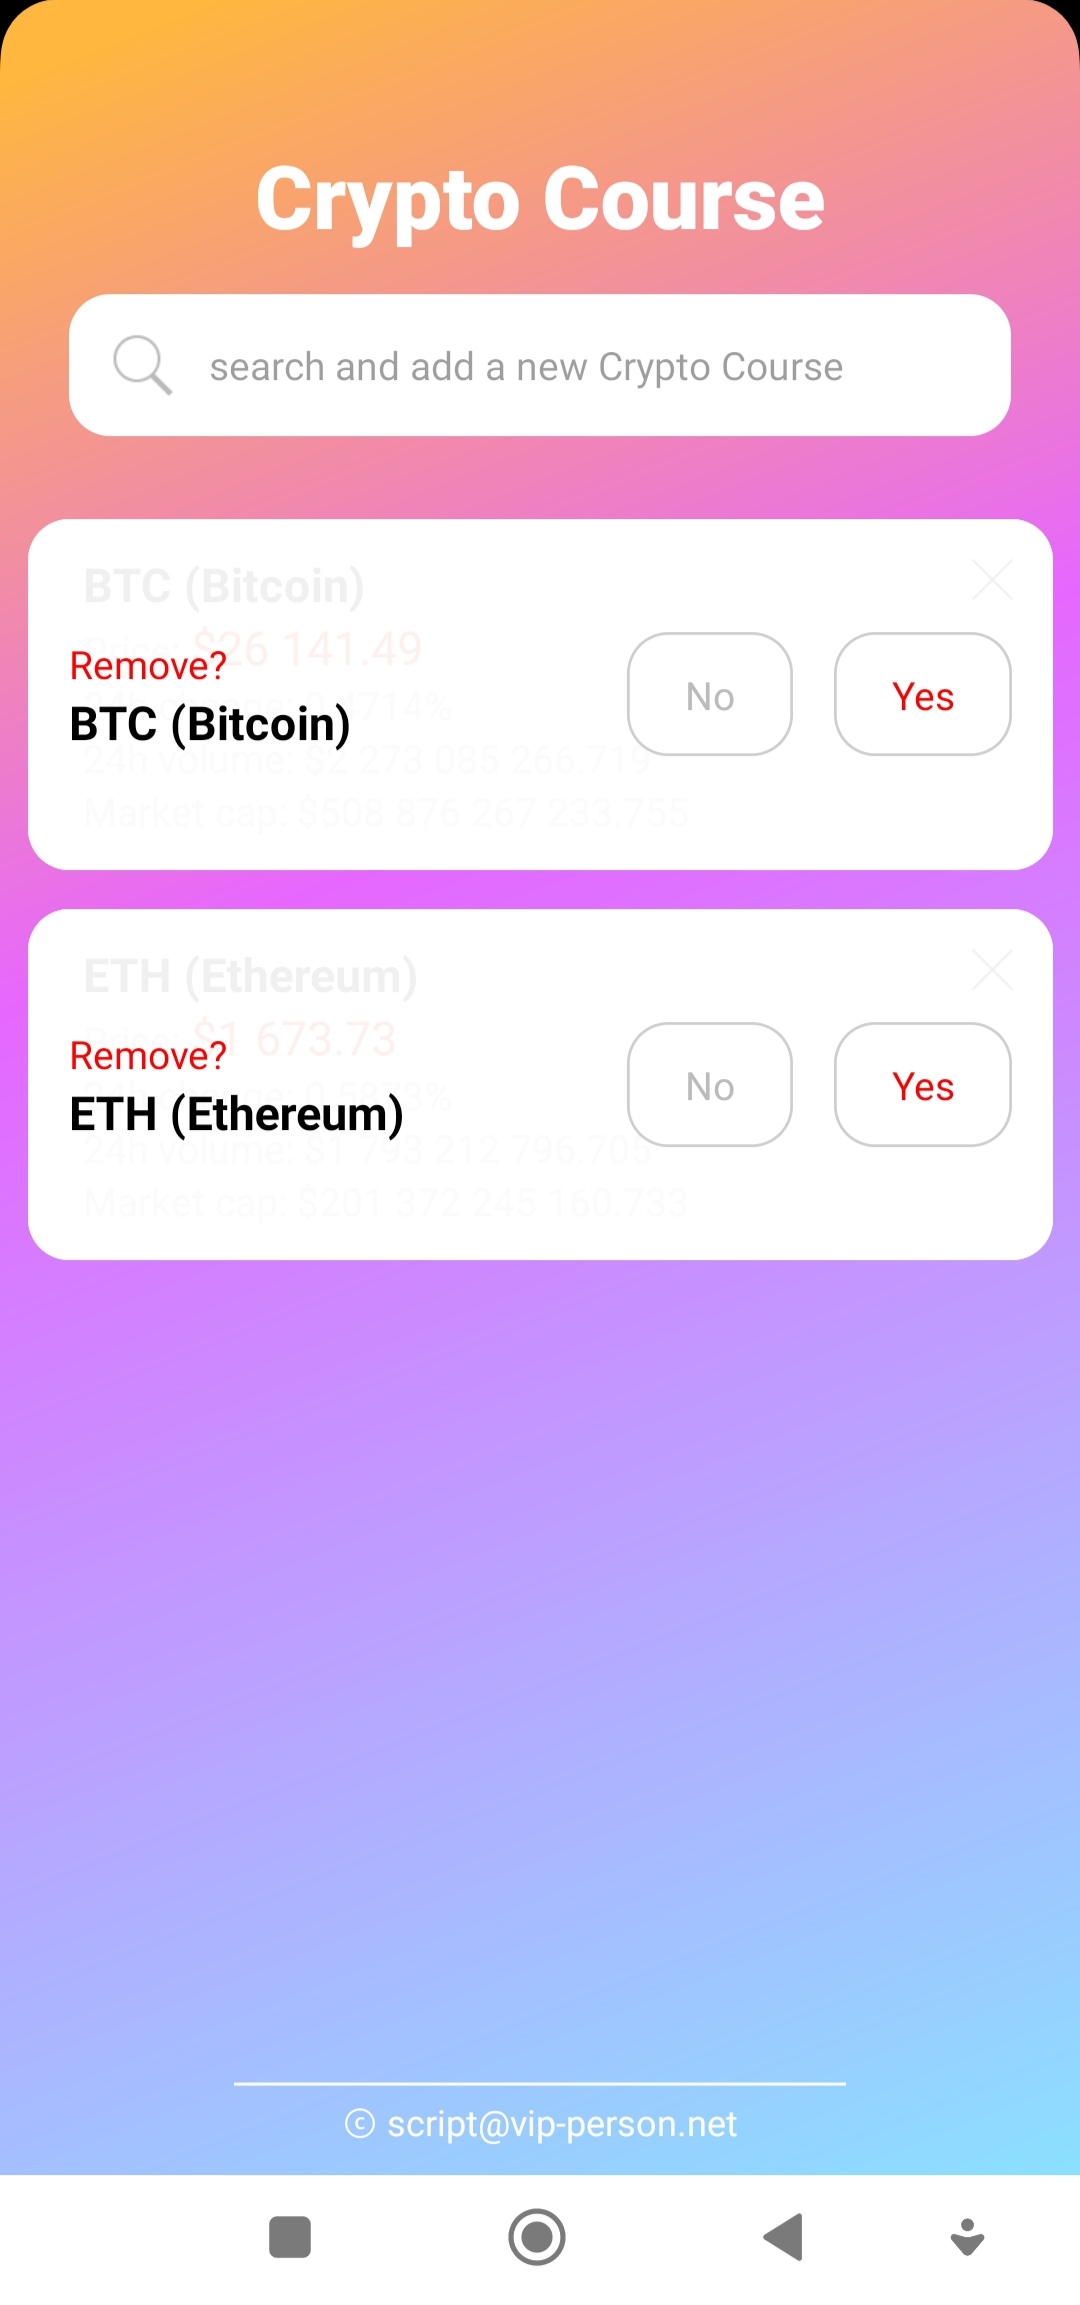 Crypto Course
search and add a new Crypto Course
BTC (Bitcoin)
Price: $26 141.49
Remove?
24h change: 0.4714%
BTC (Bitcoin)
No
Yes
24h volume: $2 273 085 266.719
Market cap: $508 876 267 233.755
ETH (Ethereum)
Price: $1 673.73
Remove?
24h change: 0.5873%
ETH (Ethereum)
No
Yes
24h volume: $1 793 212 796.705
Market cap: $201 372 245 160.733
© script@vip-person.net